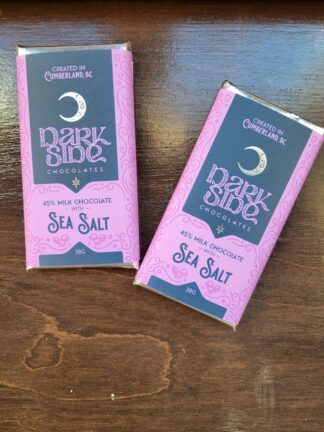 CREATED IN
CUMBERLAND, BC
DARK
SIDE
CHOCOLATES
45% MILK CHOCOLATE
WITH
SEA SALT
38G
CREATED IN
CUMBERLAND, BC
DARK
SIDE
CHOCOLATES
45% MILK CHOCOLATE
WITH
SEA SALT
38G